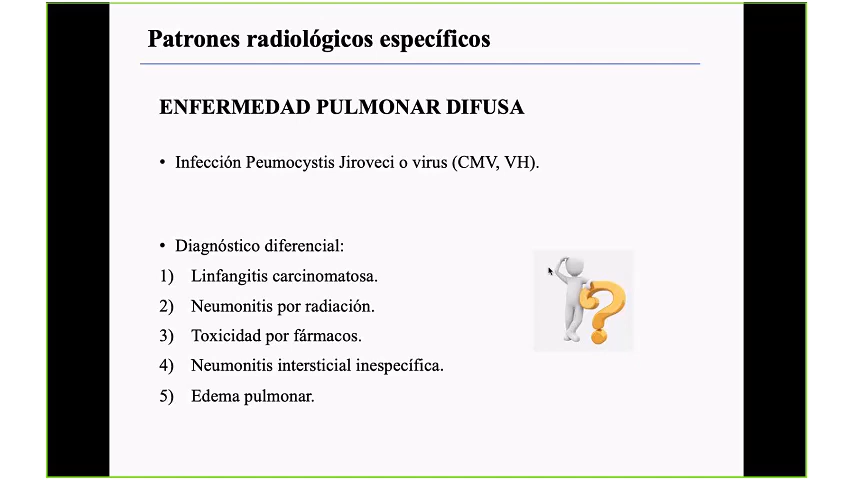 Patrones radiológicos específicos
ENFERMEDAD PULMONAR DIFUSA
• Infección Peumocystis Jiroveci o virus (CMV, VH).
• Diagnóstico diferencial:
1) Linfangitis carcinomatosa.
2) Neumonitis por radiación.
3) Toxicidad por fármacos.
4) Neumonitis intersticial inespecífica.
5) Edema pulmonar.